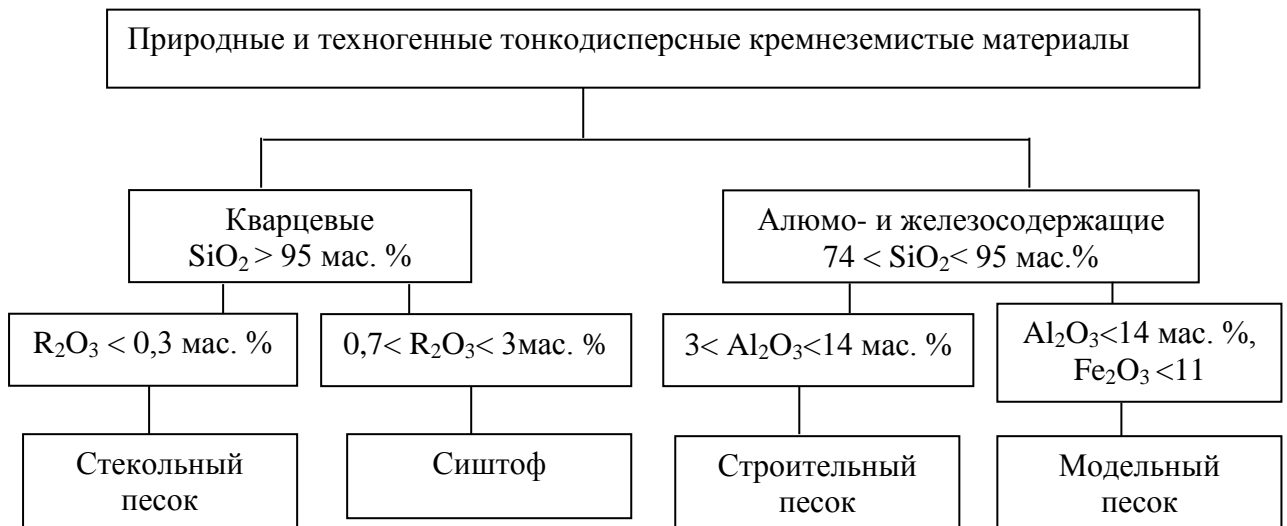 Природные и техногенные тонкодисперсные кремнеземистые материалы
Кварцевые
SiO₂ > 95 мас. %
Алюмо- и железосодержащие
74 < SiO₂< 95 мас.%
R₂O₃ < 0,3 мас. %
0,7< R₂O₃< 3мас. %
3< Al₂O₃<14 мас. %
Al₂O₃<14 мас. %,
Fe₂O₃ <11
Стекольный
песок
Сиштоф
Строительный
песок
Модельный
песок